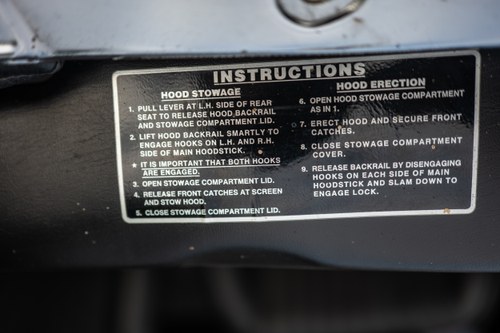 INSTRUCTIONS
HOOD STOWAGE
1. PULL LEVER AT L.H. SIDE OF REAR
SEAT TO RELEASE HOOD,BACKRAIL
AND STOWAGE COMPARTMENT LID.
2. LIFT HOOD BACKRAIL SMARTLY TO
ENGAGE HOOKS ON L.H. AND R.H.
SIDE OF MAIN HOODSTICK.
★ IT IS IMPORTANT THAT BOTH HOOKS
ARE ENGAGED.
3. OPEN STOWAGE COMPARTMENT LID.
4. RELEASE FRONT CATCHES AT SCREEN
AND STOW HOOD.
5. CLOSE STOWAGE COMPARTMENT LID.
HOOD ERECTION
6. OPEN HOOD STOWAGE COMPARTMENT
AS IN 1.
7. ERECT HOOD AND SECURE FRONT
CATCHES.
8. CLOSE STOWAGE COMPARTMENT
COVER.
9. RELEASE BACKRAIL BY DISENGAGING
HOOKS ON EACH SIDE OF MAIN
HOODSTICK AND SLAM DOWN TO
ENGAGE LOCK.